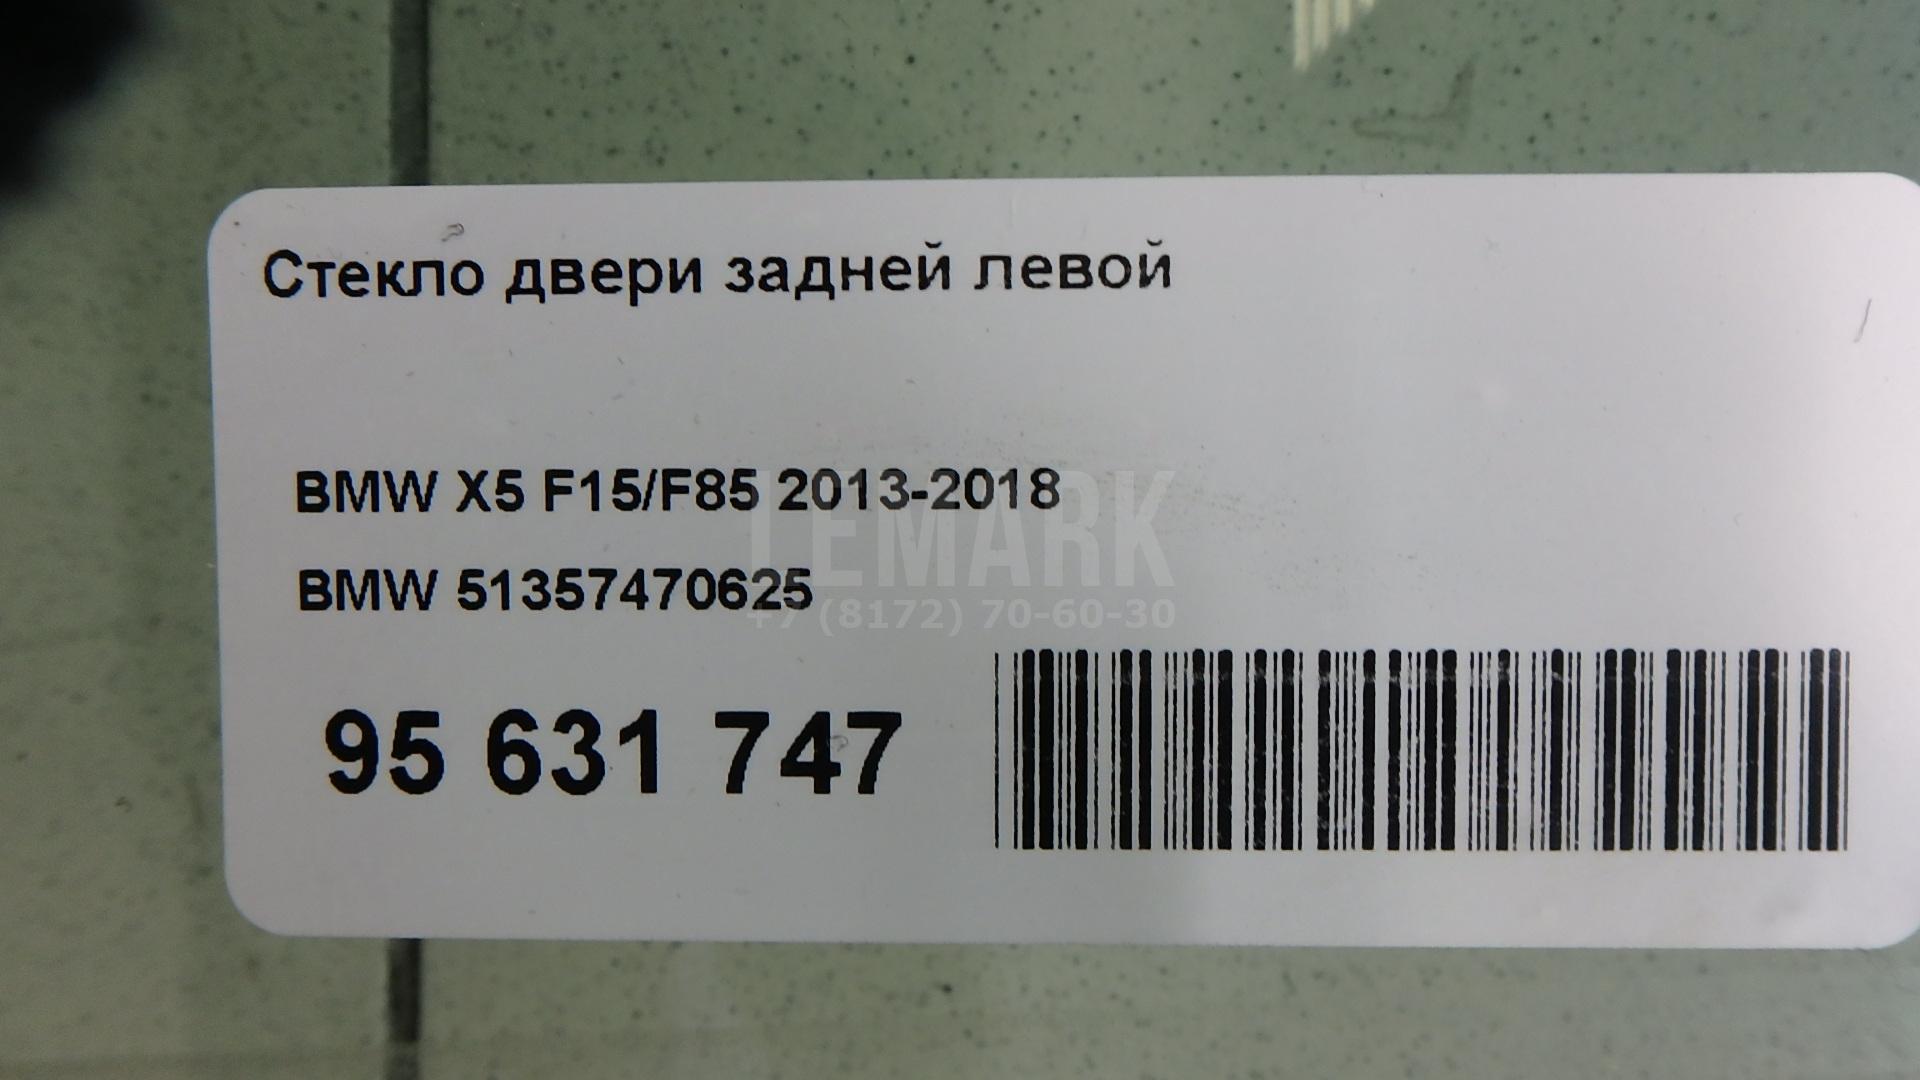 Стекло двери задней левой
BMW X5 F15/F85 2013-2018
LEMARK
BMW 51357470625
+7 (8172) 70-60-30
95 631 747